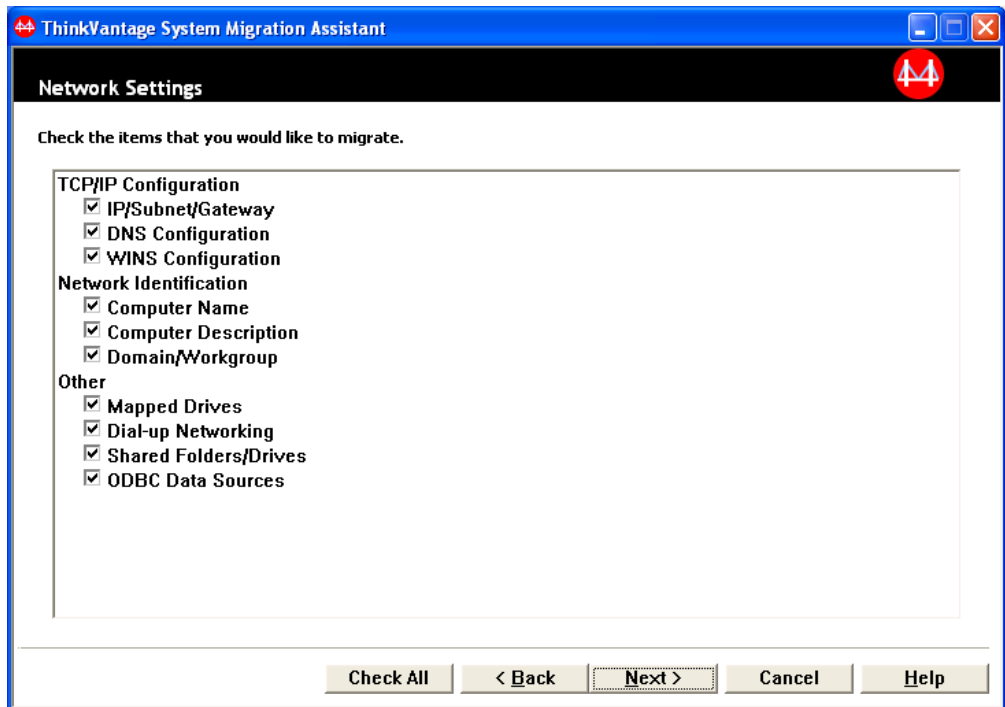 ThinkVantage System Migration Assistant
Network Settings
Check the items that you would like to migrate.
TCP/IP Configuration
IP/Subnet/Gateway
DNS Configuration
WINS Configuration
Network Identification
Computer Name
Computer Description
Domain/Workgroup
Other
Mapped Drives
Dial-up Networking
Shared Folders/Drives
ODBC Data Sources
Check All < Back Next > Cancel Help